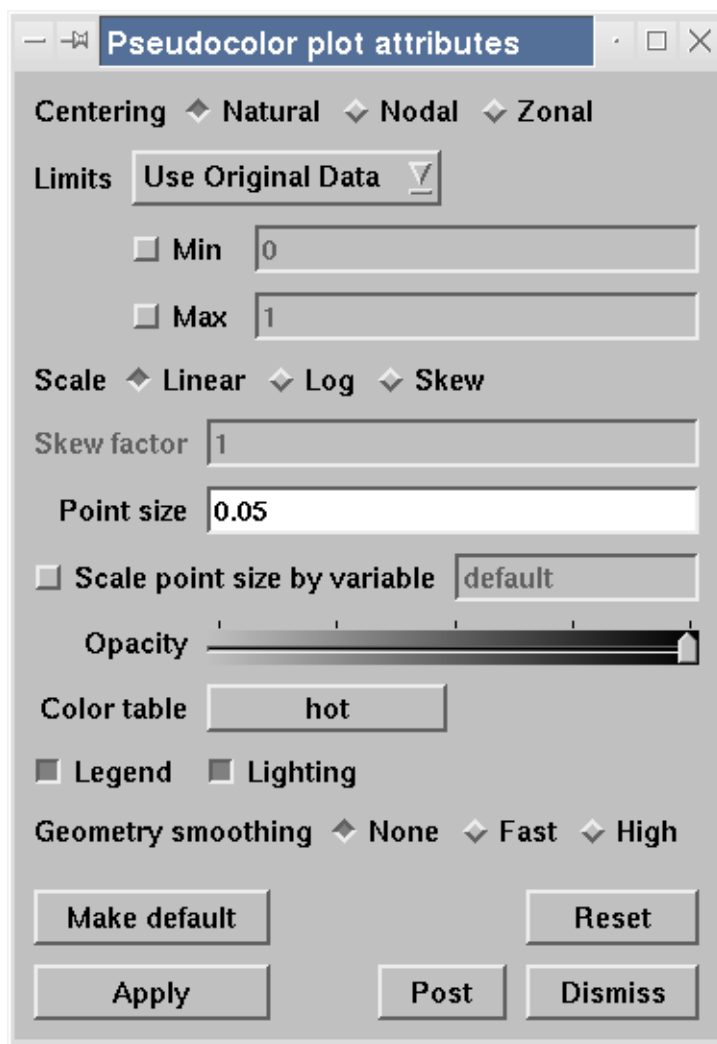 Pseudocolor plot attributes
Centering Natural Nodal Zonal
Limits Use Original Data
Min 0
Max 1
Scale Linear Log Skew
Skew factor 1
Point size 0.05
Scale point size by variable default
Opacity
Color table hot
Legend Lighting
Geometry smoothing None Fast High
Make default Reset
Apply Post Dismiss